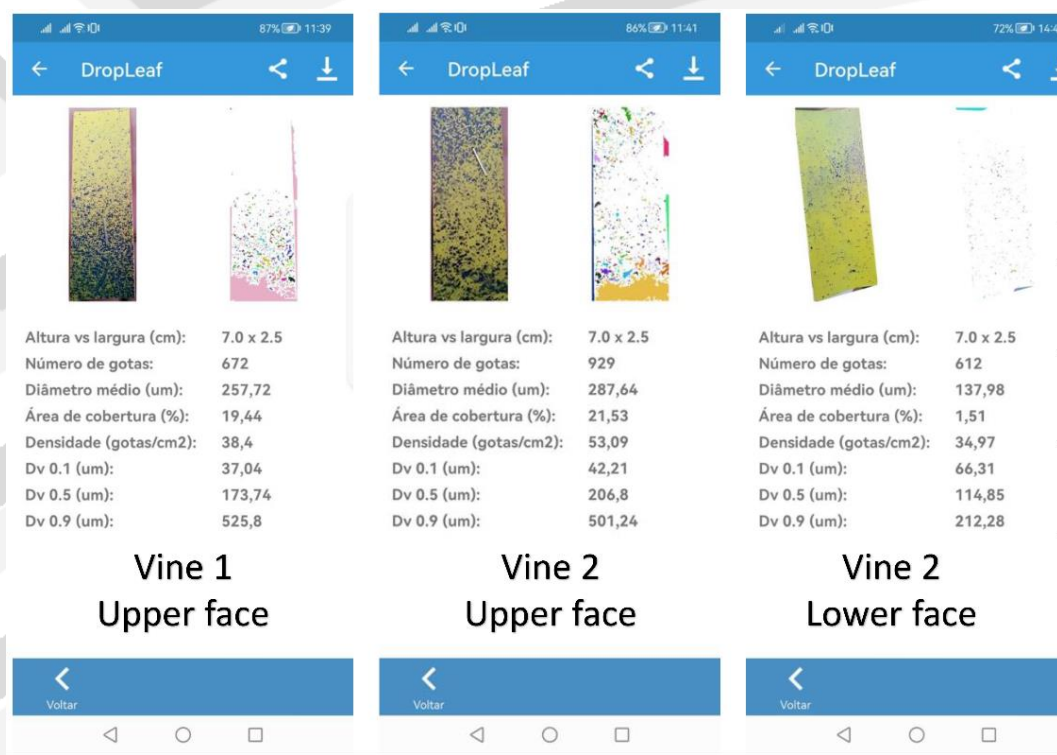 87% 11:39
DropLeaf
Altura vs largura (cm): 7.0 x 2.5
Número de gotas: 672
Diâmetro médio (um): 257,72
Área de cobertura (%): 19,44
Densidade (gotas/cm2): 38,4
Dv 0.1 (um): 37,04
Dv 0.5 (um): 173,74
Dv 0.9 (um): 525,8
Vine 1
Upper face
Voltar
86% 11:41
DropLeaf
Altura vs largura (cm): 7.0 x 2.5
Número de gotas: 929
Diâmetro médio (um): 287,64
Área de cobertura (%): 21,53
Densidade (gotas/cm2): 53,09
Dv 0.1 (um): 42,21
Dv 0.5 (um): 206,8
Dv 0.9 (um): 501,24
Vine 2
Upper face
Voltar
72%
DropLeaf
Altura vs largura (cm): 7.0 x 2.5
Número de gotas: 612
Diâmetro médio (um): 137,98
Área de cobertura (%): 1,51
Densidade (gotas/cm2): 34,97
Dv 0.1 (um): 66,31
Dv 0.5 (um): 114,85
Dv 0.9 (um): 212,28
Vine 2
Lower face
Voltar